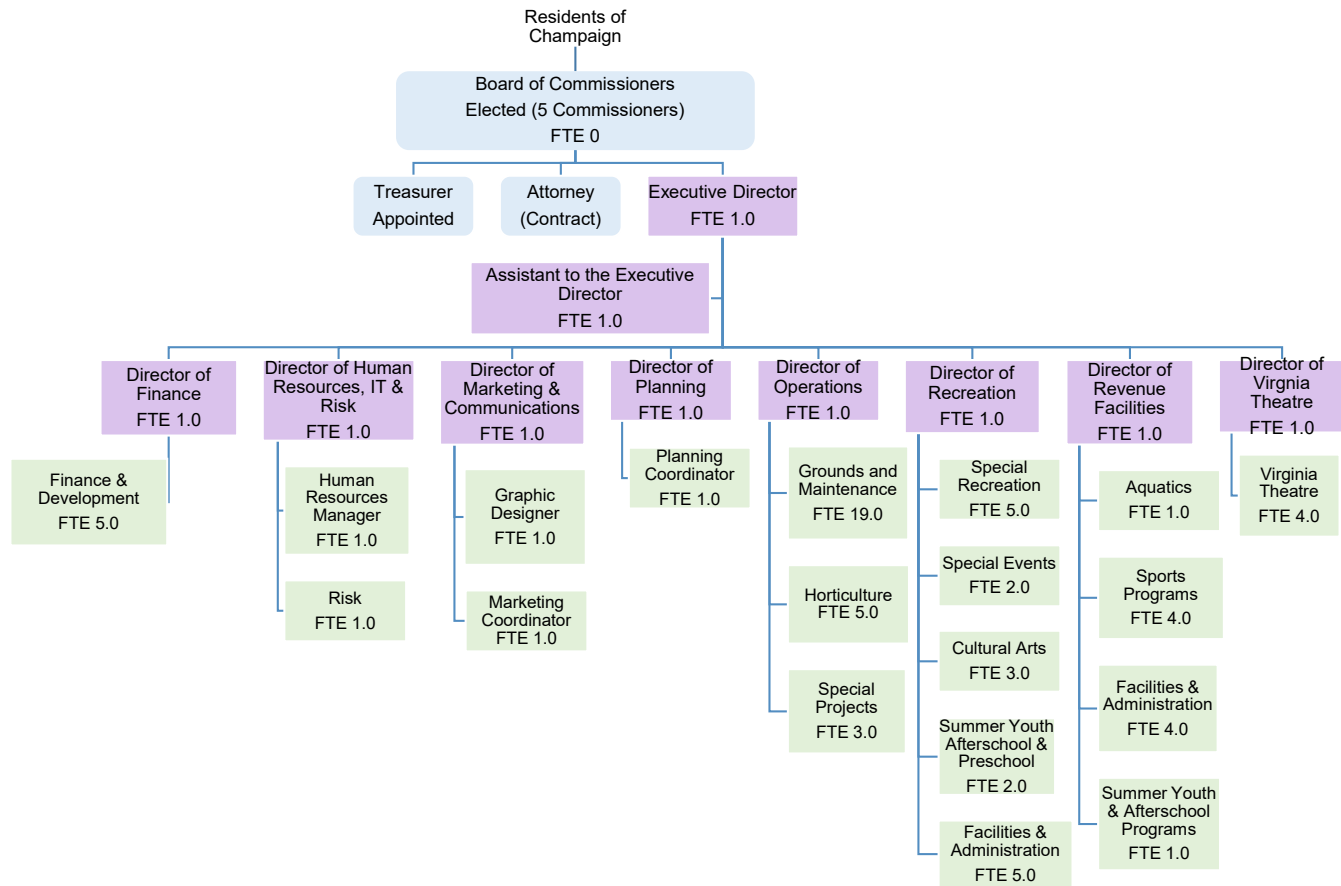 Residents of
Champaign
Board of Commissioners
Elected (5 Commissioners)
FTE 0
Treasurer
Appointed
Attorney
(Contract)
Executive Director
FTE 1.0
Assistant to the Executive
Director
FTE 1.0
Director of
Finance
FTE 1.0
Finance &
Development
FTE 5.0
Director of Human
Resources, IT &
Risk
FTE 1.0
Human
Resources
Manager
FTE 1.0
Risk
FTE 1.0
Director of
Marketing &
Communications
FTE 1.0
Graphic
Designer
FTE 1.0
Marketing
Coordinator
FTE 1.0
Director of
Planning
FTE 1.0
Planning
Coordinator
FTE 1.0
Director of
Operations
FTE 1.0
Grounds and
Maintenance
FTE 19.0
Horticulture
FTE 5.0
Special
Projects
FTE 3.0
Director of
Recreation
FTE 1.0
Special
Recreation
FTE 5.0
Special Events
FTE 2.0
Cultural Arts
FTE 3.0
Summer Youth
Afterschool &
Preschool
FTE 2.0
Facilities &
Administration
FTE 5.0
Director of
Revenue
Facilities
FTE 1.0
Aquatics
FTE 1.0
Sports
Programs
FTE 4.0
Facilities &
Administration
FTE 4.0
Summer Youth
& Afterschool
Programs
FTE 1.0
Director of
Virgnia
Theatre
FTE 1.0
Virginia
Theatre
FTE 4.0